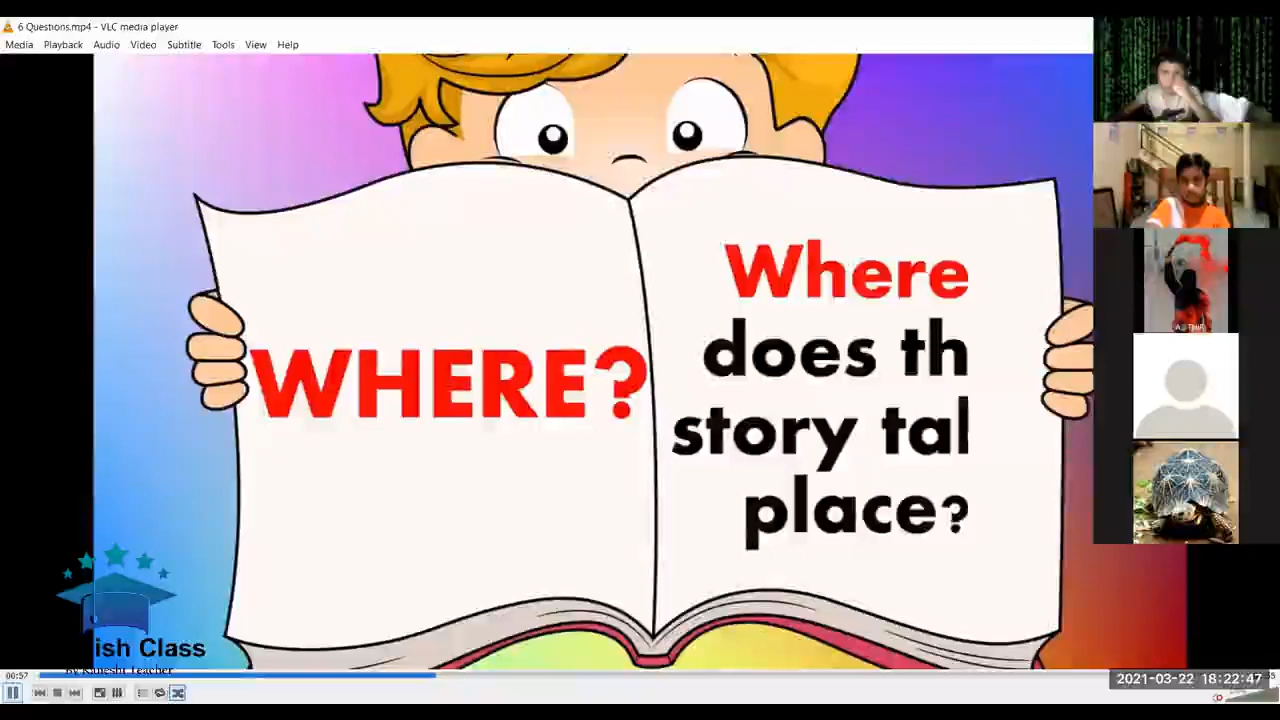 6 Questions.mp4 - VLC media player
Media Playback Audio Video Subtitle Tools View Help
WHERE?
Where
does th
story tal
place?
ish Class
00:57
2021-03-22 18:22:47